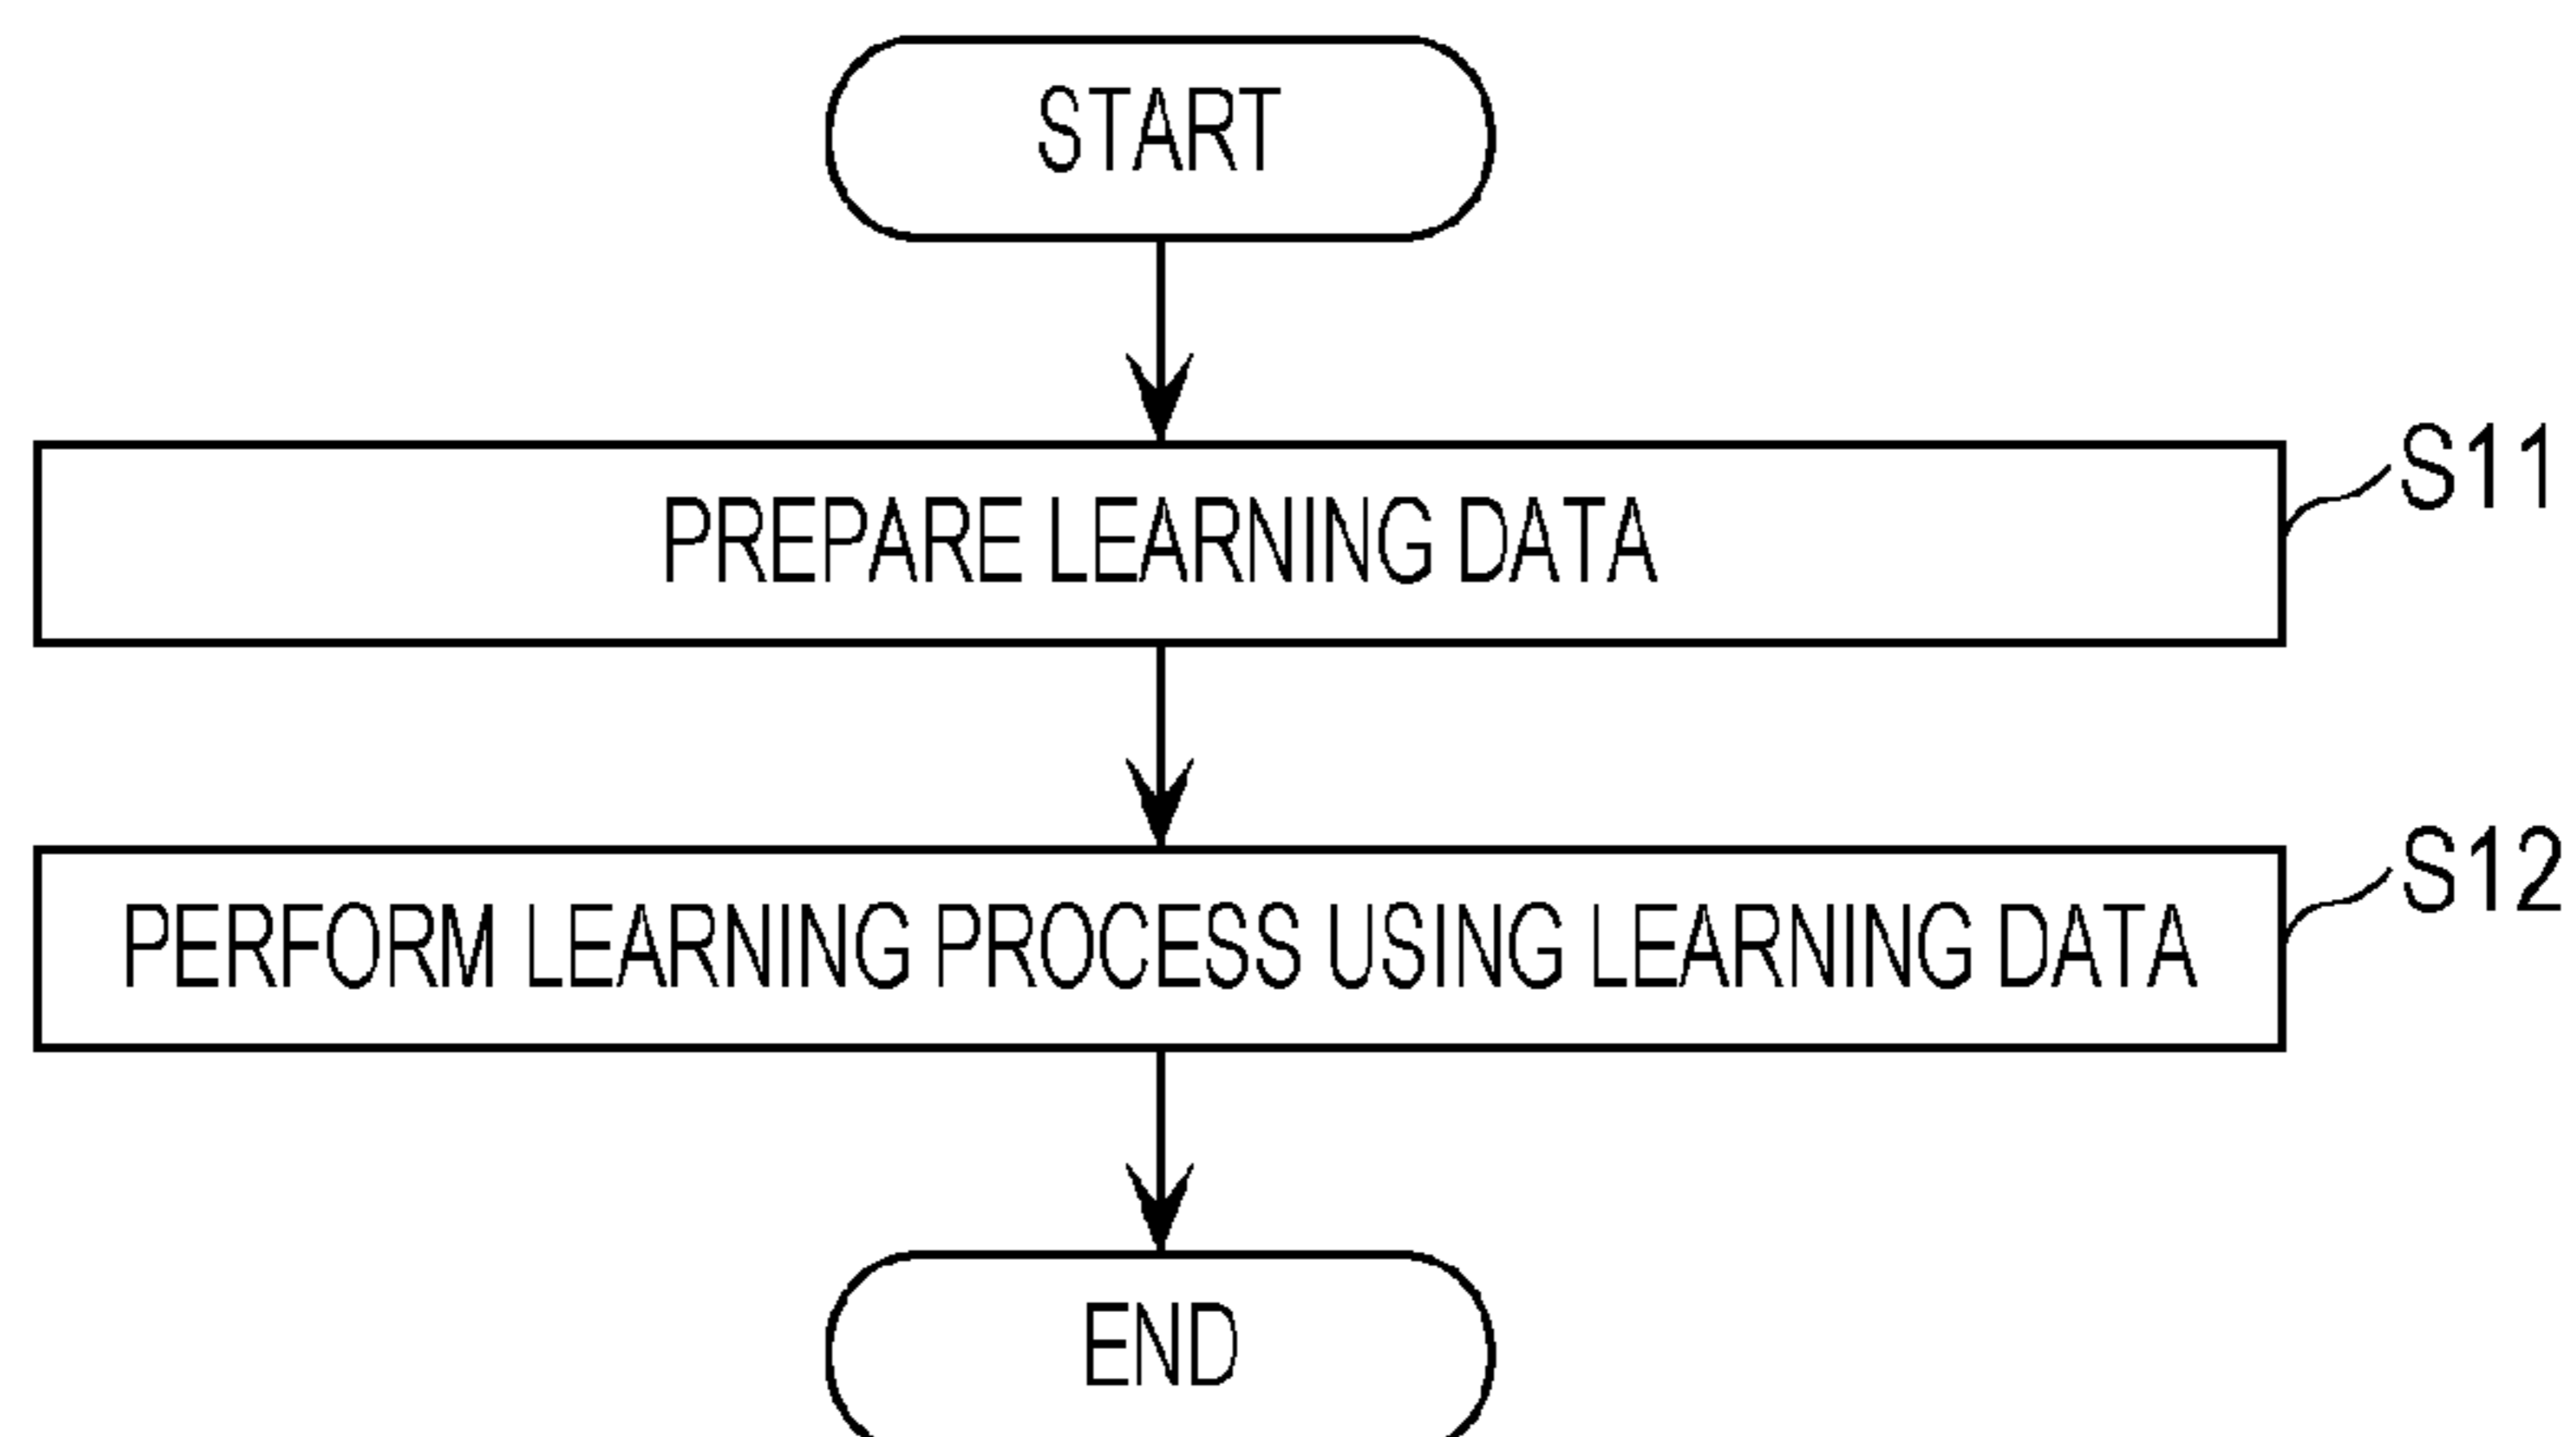 START
PREPARE LEARNING DATA
S11
PERFORM LEARNING PROCESS USING LEARNING DATA
S12
END